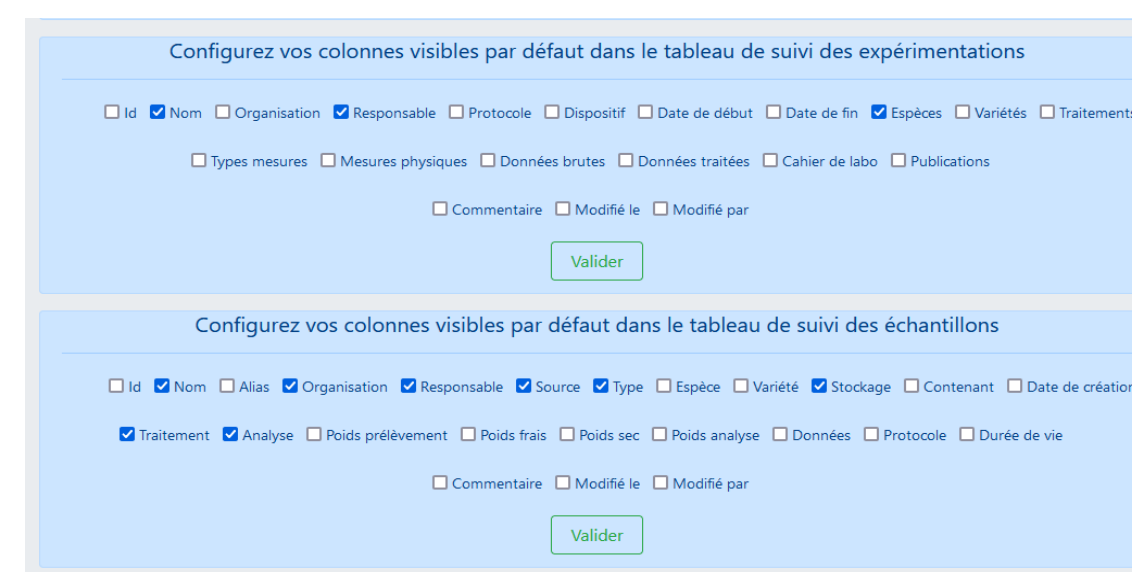 Configurez vos colonnes visibles par défaut dans le tableau de suivi des expérimentations
Id Nom Organisation Responsable Protocole Dispositif Date de début Date de fin Espèces Variétés Traitements
Types mesures Mesures physiques Données brutes Données traitées Cahier de labo Publications
Commentaire Modifié le Modifié par
Valider
Configurez vos colonnes visibles par défaut dans le tableau de suivi des échantillons
Id Nom Alias Organisation Responsable Source Type Espèce Variété Stockage Contenant Date de création
Traitement Analyse Poids prélèvement Poids frais Poids sec Poids analyse Données Protocole Durée de vie
Commentaire Modifié le Modifié par
Valider